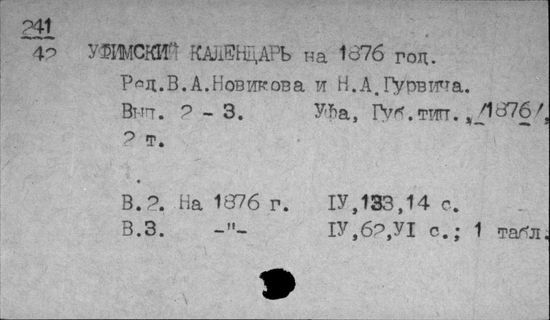 241
42 УФИМСКИЙ КАЛЕНДАРЬ на 1876 год.
Ред.В.А.Новикова и Н.А.Гурвича.
Вып. 2 - 3. Уфа, Губ.тип.,/1876/,
2 т.
В.2. На 1876 г. IУ,133,14 с.
В.3. -"- IУ,62,УI с.; 1 табл.